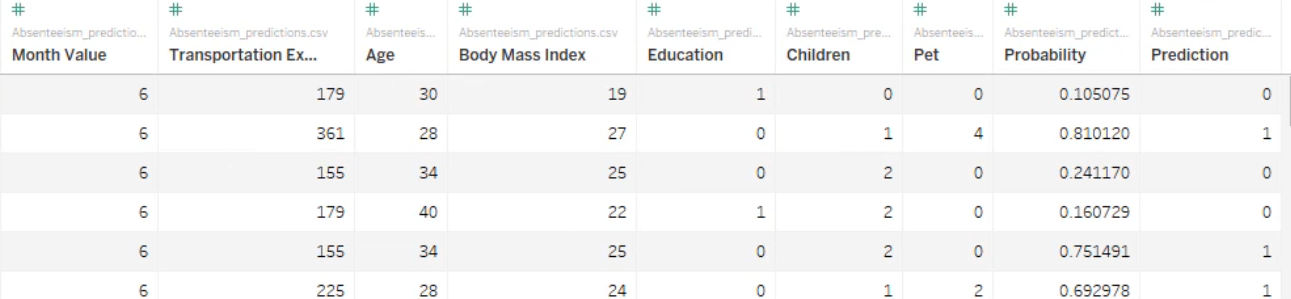 # # # # # # # # #
Absenteeism_predictio... Absenteeism_predictions.csv Absenteeis... Absenteeism_predictions.csv Absenteeism_predi... Absenteeism_pre... Absenteeis... Absenteeism_predict... Absenteeism_predic...
Month Value Transportation Ex... Age Body Mass Index Education Children Pet Probability Prediction
6 179 30 19 1 0 0 0.105075 0
6 361 28 27 0 1 4 0.810120 1
6 155 34 25 0 2 0 0.241170 0
6 179 40 22 1 2 0 0.160729 0
6 155 34 25 0 2 0 0.751491 1
6 225 28 24 0 1 2 0.692978 1